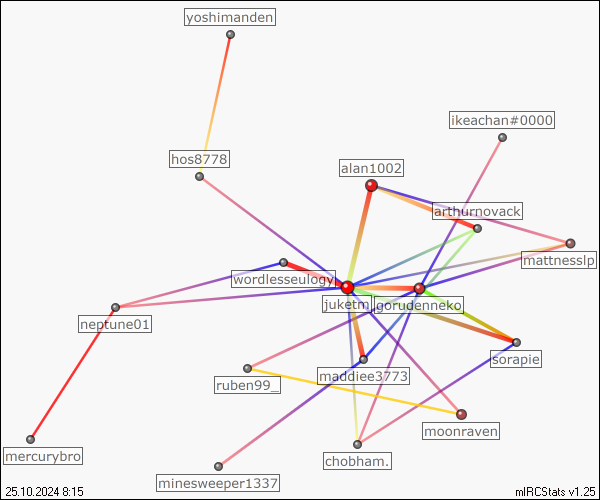 yoshimanden
ikeachan#0000
hos8778
alan1002
arthurnovack
mattnesslp
wordlesseulogy
juketm
gourdenneko
neptune01
sorapie
maddiee3773
ruben99_
moonraven
mercurybro
chobham.
minesweeper1337
25.10.2024 8:15
mIRCStats v1.25